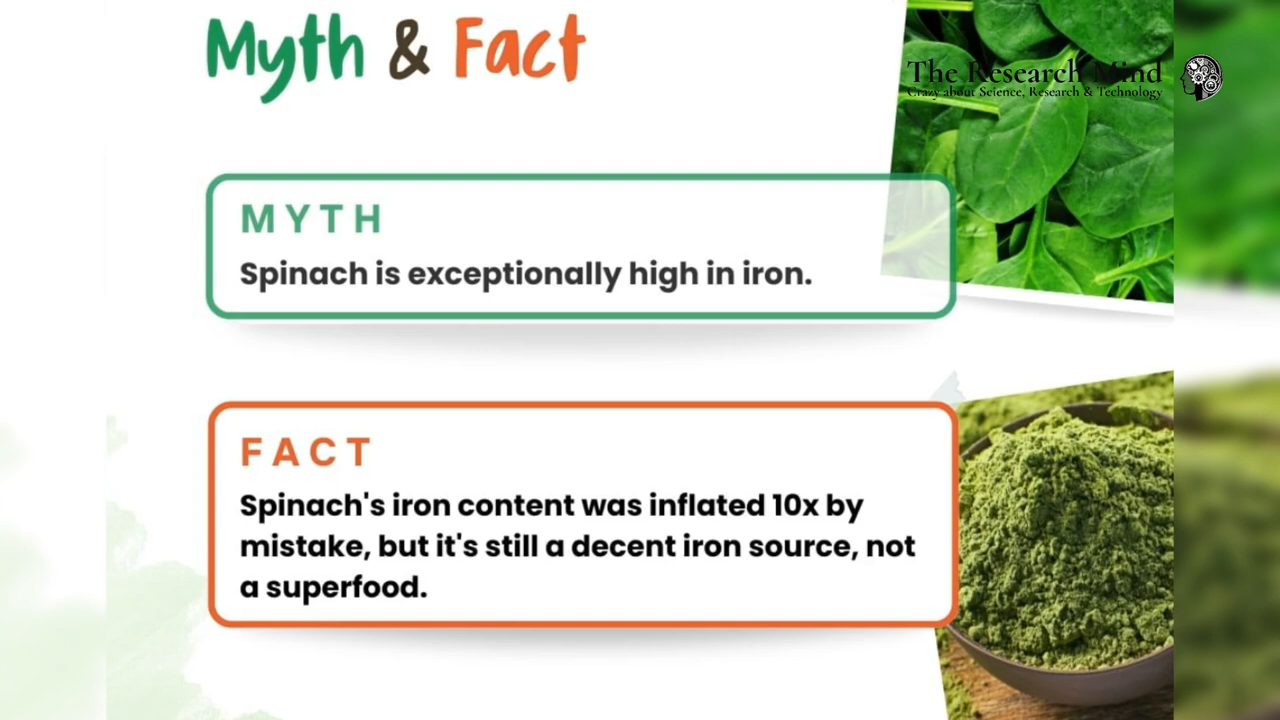 Myth & Fact
The Research Mind
Crazy about Science, Research & Technology
MYTH
Spinach is exceptionally high in iron.
FACT
Spinach's iron content was inflated 10x by
mistake, but it's still a decent iron source, not
a superfood.